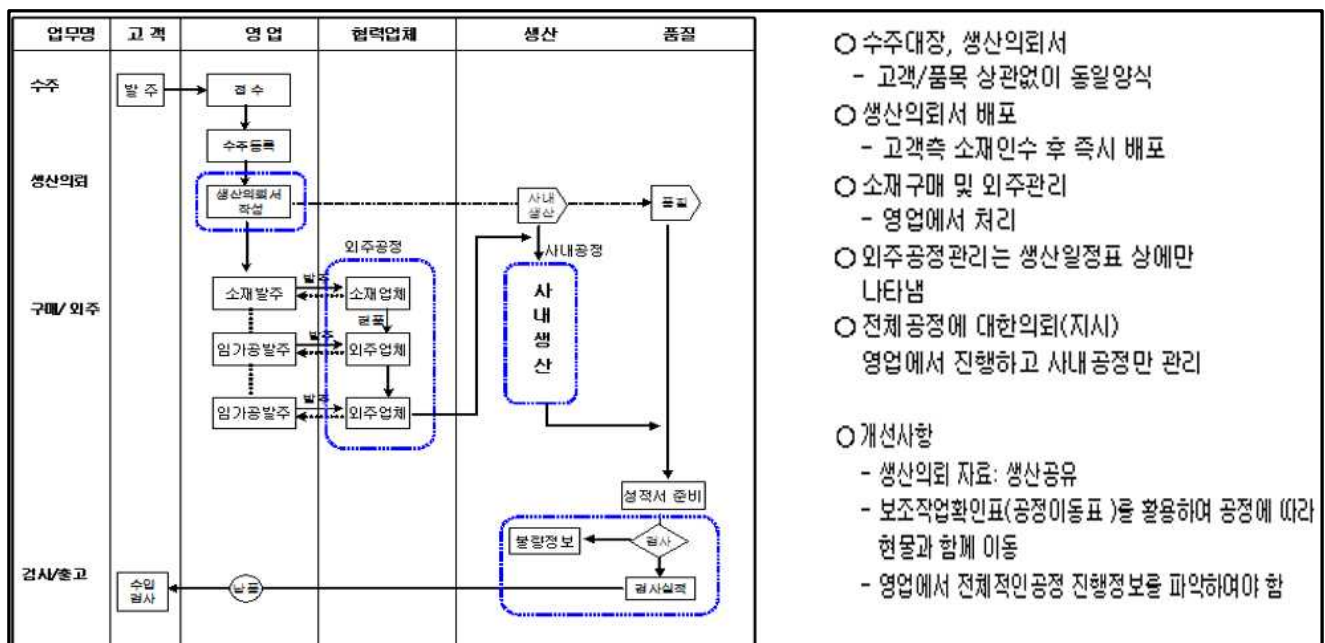 업무명
고 객
영 업
협력업체
생산
품질
수주
발 주
접 수
수주등록
생산의뢰
생산의뢰서
작성
사내
생산
품질
외주공정
사내공정
구매/ 외주
소재발주
발주
소재업체
임가공발주
발주
외주업체
임가공발주
발주
외주업체
사
내
생
산
성적서 준비
불량정보
검사
검사/출고
수입
검사
납품
검사실적
○ 수주대장, 생산의뢰서
- 고객/품목 상관없이 동일양식
○ 생산의뢰서 배포
- 고객측 소재인수 후 즉시 배포
○ 소재구매 및 외주관리
- 영업에서 처리
○ 외주공정관리는 생산일정표 상에만
나타냄
○ 전체공정에 대한의뢰(지시)
영업에서 진행하고 사내공정만 관리
○ 개선사항
- 생산의뢰 자료: 생산공유
- 보조작업확인표(공정이동표 )를 활용하여 공정에 따라
현물과 함께 이동
- 영업에서 전체적인공정 진행정보를 파악하여야 함